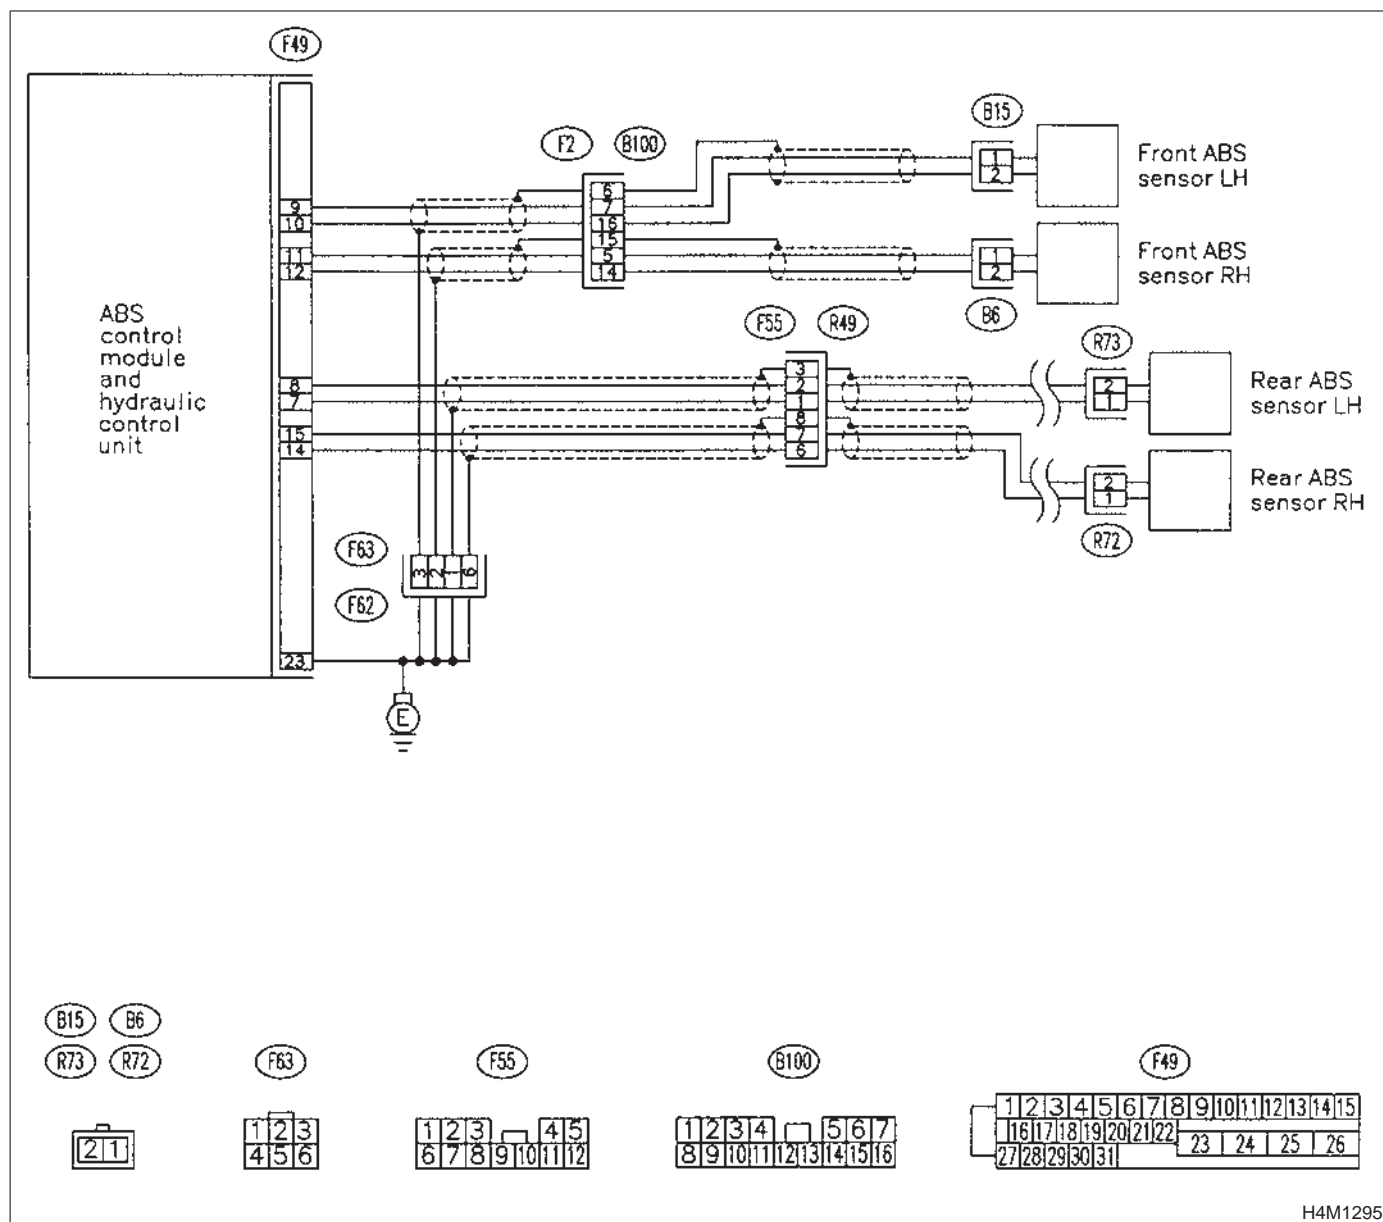 F49
B15
F2 B100
1
2
Front ABS
sensor LH
6
7
16
15
5
14
9
10
11
12
1
2
Front ABS
sensor RH
B6
ABS
control
module
and
hydraulic
control
unit
F55 R49
R73
3
2
1
8
7
6
8
7
15
14
2
1
Rear ABS
sensor LH
2
1
Rear ABS
sensor RH
R72
F63
3 2 1 6
F62
23
E
B15 B6
R73 R72
F63
F55
B100
F49
2 1
1 2 3
4 5 6
1 2 3 4 5
6 7 8 9 10 11 12
1 2 3 4 5 6 7
8 9 10 11 12 13 14 15 16
1 2 3 4 5 6 7 8 9 10 11 12 13 14 15
16 17 18 19 20 21 22 23 24 25 26
27 28 29 30 31
H4M1295